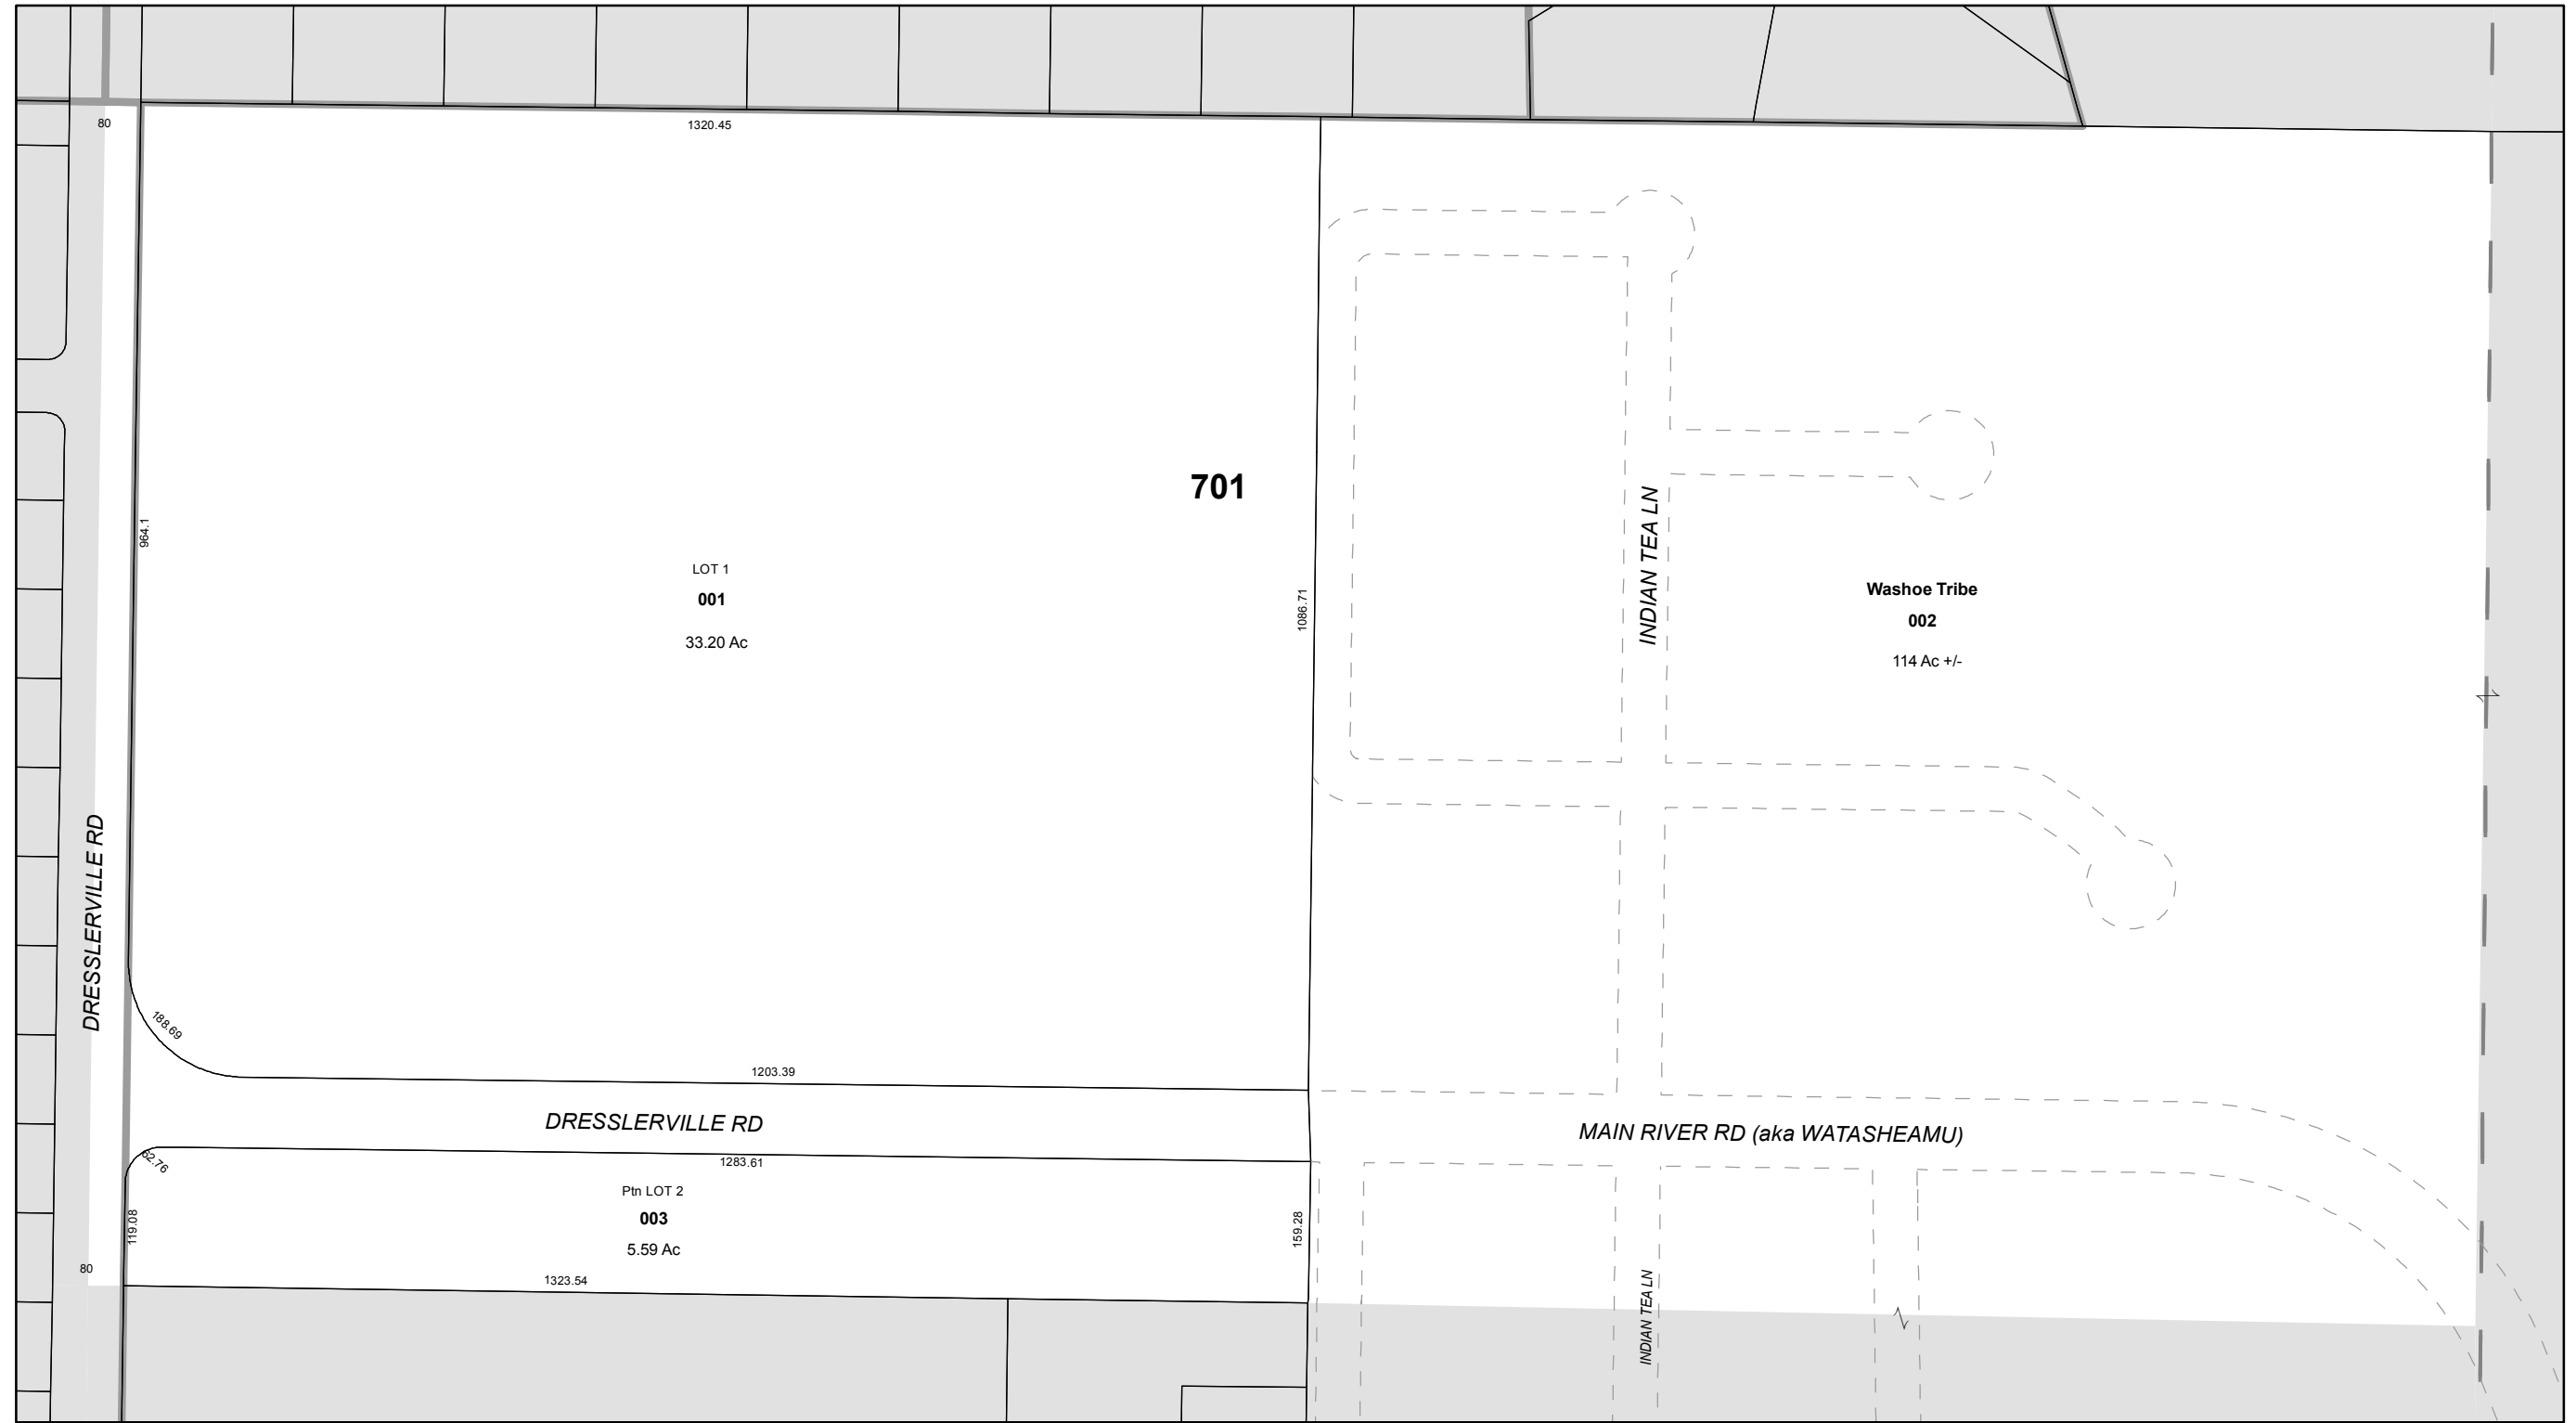 80
1320.45
701
964.1
LOT 1
001
33.20 Ac
1086.71
INDIAN TEA LN
Washoe Tribe
002
114 Ac +/-
DRESSLERVILLE RD
188.69
1203.39
DRESSLERVILLE RD
MAIN RIVER RD (aka WATASHEAMU)
62.76
1283.61
Ptn LOT 2
003
5.59 Ac
119.08
159.28
80
1323.54
INDIAN TEA LN